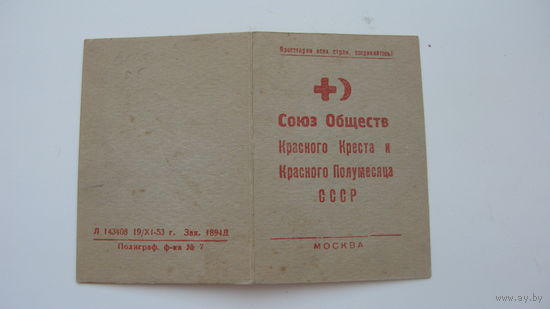 Пролетарии всех стран, соединяйтесь!
Союз Обществ
Красного Креста и
Красного Полумесяца
СССР
МОСКВА
Л 143408 19/XI-53 г. Зак. 1894Д
Полиграф. ф-ка № 7
www.ay.by